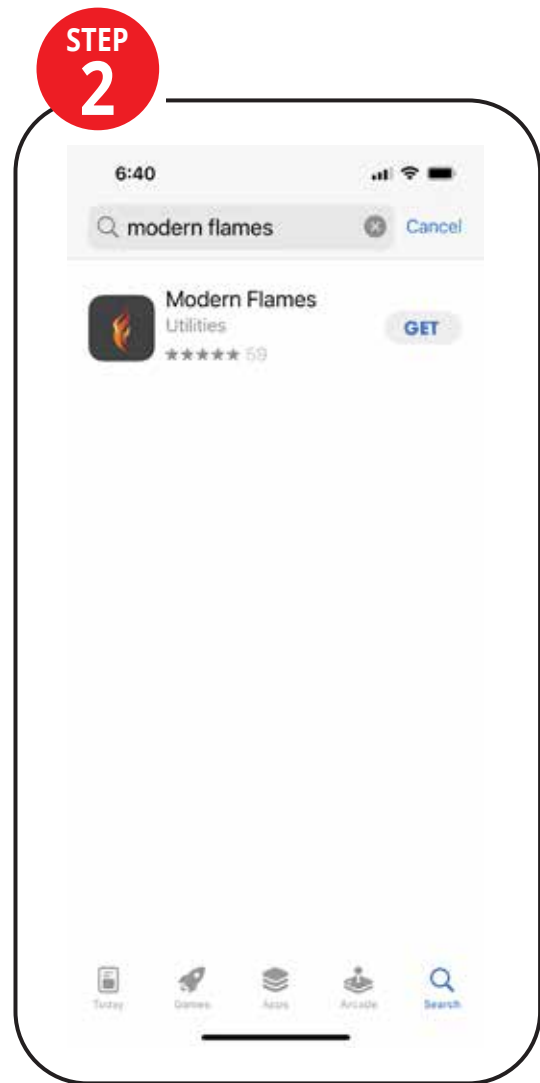 STEP
2
6:40
modern flames Cancel
Modern Flames
Utilities
GET
59
Today Games Apps Arcade Search